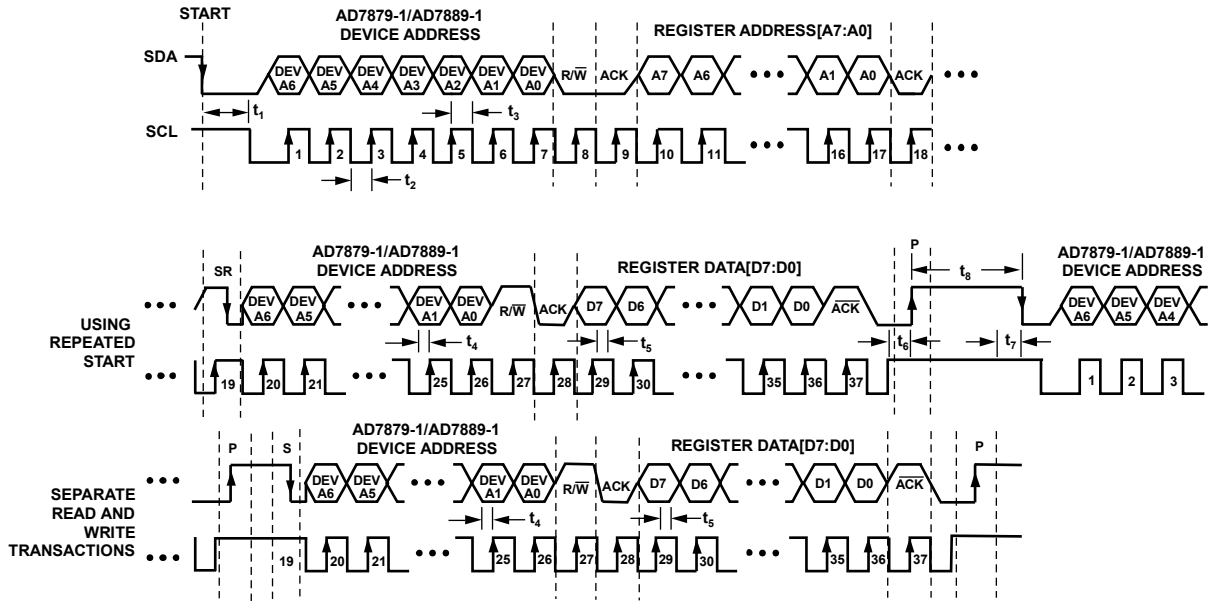 START
AD7879-1/AD7889-1
DEVICE ADDRESS
REGISTER ADDRESS[A7:A0]
SDA
DEV A6 DEV A5 DEV A4 DEV A3 DEV A2 DEV A1 DEV A0 R/W̅ ACK A7 A6 ••• A1 A0 ACK •••
t1 t3
SCL
1 2 3 4 5 6 7 8 9 10 11 ••• 16 17 18 •••
t2
USING
REPEATED
START
SR
AD7879-1/AD7889-1
DEVICE ADDRESS
REGISTER DATA[D7:D0]
P
t8
AD7879-1/AD7889-1
DEVICE ADDRESS
••• DEV A6 DEV A5 ••• DEV A1 DEV A0 R/W̅ ACK D7 D6 ••• D1 D0 A̅C̅K̅ DEV A6 DEV A5 DEV A4
t4 t5 t6 t7
••• 19 20 21 ••• 25 26 27 28 29 30 ••• 35 36 37 1 2 3
SEPARATE
READ AND
WRITE
TRANSACTIONS
P S
AD7879-1/AD7889-1
DEVICE ADDRESS
REGISTER DATA[D7:D0]
P
••• DEV A6 DEV A5 ••• DEV A1 DEV A0 R/W̅ ACK D7 D6 ••• D1 D0 A̅C̅K̅
t4 t5
••• 19 20 21 ••• 25 26 27 28 29 30 ••• 35 36 37